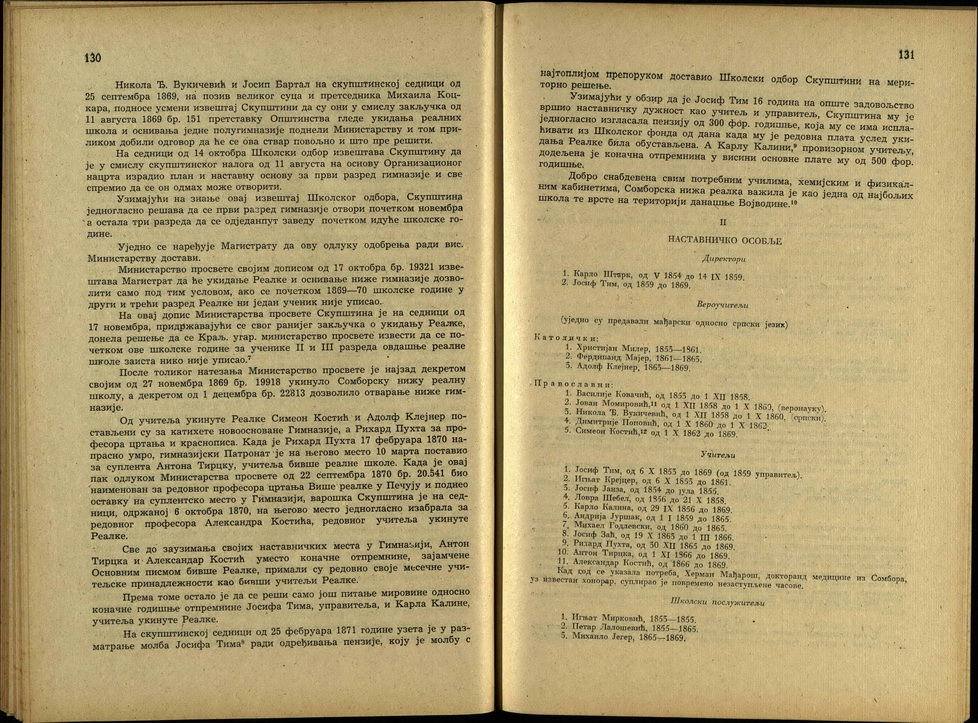 130
Никола Ђ. Вукичевић и Јосип Бартал на скупштинској седници од
25 септембра 1869, на позив великог суца и претседника Михаила Коц-
кара, подносе усмени извештај Скупштини да су они у смислу закључка од
11 августа 1869 бр. 151 претставку Општинства гледе укидања реалних
школа и оснивања једне полугимназије поднели Министарству и том при-
ликом добили одговор да ће се ова ствар повољно и што пре решити.
На седници од 14 октобра Школски одбор извештава Скупштину да
је у смислу скупштинског налога од 11 августа на основу Организационог
нацрта израдио план и наставну основу за први разред гимназије и све
спремио да се он одмах може отворити.
Узимајући на знање овај извештај Школског одбора, Скупштина
једногласно решава да се први разред гимназије отвори почетком новембра
а остала три разреда да се одједанпут заведу почетком идуће школске го-
дине.
Уједно се наређује Магистрату да ову одлуку одобрења ради вис.
Министарству достави.
Министарство просвете својим дописом од 17 октобра бр. 19321 изве-
штава Магистрат да ће укидање Реалке и оснивање ниже гимназије дозво-
лити само под тим условом, ако се почетком 1869—70 школске године у
други и трећи разред Реалке ни један ученик није уписао.
На овај допис Министарства просвете Скупштина је на седници од
17 новембра, придржавајући се свог ранијег закључка о укидању Реалке,
донела решење да се Краљ. угар. министарство просвете извести да се по-
четком ове школске године за ученике II и III разреда овдашње реалне
школе заиста нико није уписао.⁷
После толиког натезања Министарство просвете је најзад декретом
својим од 27 новембра 1869 бр. 19918 укинуло Сомборску нижу реалну
школу, а декретом од 1 децембра бр. 22813 дозволило отварање ниже гим-
назије.
Од учитеља укинуте Реалке Симеон Костић и Адолф Клејнер по-
стављени су за катихете новоосноване Гимназије, а Рихард Пухта за про-
фесора цртања и краснописа. Када је Рихард Пухта 17 фебруара 1870 на-
прасно умро, гимназијски Патронат је на његово место 10 марта поставио
за суплента Антона Тирцку, учитеља бивше реалне школе. Када је овај
пак одлуком Министарства просвете од 22 септембра 1870 бр. 20.541 био
наименован за редовног професора цртања Више реалке у Печују и поднео
оставку на суплентско место у Гимназији, варошка Скупштина је на сед-
ници, одржаној 6 октобра 1870, на његово место једногласно изабрала за
редовног професора Александра Костића, редовног учитеља укинуте
Реалке.
Све до заузимања својих наставничких места у Гимназији, Антон
Тирцка и Александар Костић уместо коначне отпремнине, зајамчене
Основним писмом бивше Реалке, примали су редовно своје месечне учи-
тељске принадлежности као бивши учитељи Реалке.
Према томе остало је да се реши само још питање мировине односно
коначне годишње отпремнине Јосифа Тима, управитеља, и Карла Калине,
учитеља укинуте Реалке.
На скупштинској седници од 25 фебруара 1871 године узета је у раз-
матрање молба Јосифа Тима⁸ ради одређивања пензије, коју је молбу с
131
најтоплијом препоруком доставио Школски одбор Скупштини на мери-
торно решење.
Узимајући у обзир да је Јосиф Тим 16 година на опште задовољство
вршио наставничку дужност као учитељ и управитељ, Скупштина му је
једногласно изгласала пензију од 300 фор. годишње, која му се има испла-
ћивати из Школског фонда од дана када му је редовна плата услед уки-
дања Реалке била обустављена. А Карлу Калини,⁹ провизорном учитељу,
додељена је коначна отпремнина у висини основне плате му од 500 фор.
годишње.
Добро снабдевена свим потребним училима, хемијским и физикал-
ним кабинетима, Сомборска нижа реалка важила је као једна од најбољих
школа те врсте на територији данашње Војводине.¹⁰
II
НАСТАВНИЧКО ОСОБЉЕ
Директори
1. Карло Штарк, од V 1854 до 14 IX 1859.
2. Јосиф Тим, од 1859 до 1869.
Вероучитељи
(уједно су предавали мађарски односно српски језик)
Католички:
1. Христијан Милер, 1853—1861.
2. Фердинанд Мајер, 1861—1865.
3. Адолф Клејнер, 1865—1869.
Православни:
1. Василије Ковачић, од 1855 до 1 XII 1858.
2. Јован Момировић,¹¹ од 1 XII 1858 до 1 X 1860, (веронауку).
3. Никола Ђ. Вукичевић, од 1 XII 1858 до 1 X 1860, (српски).
4. Димитрије Поповић, од 1 X 1860 до 1 X 1862.
5. Симеон Костић,¹² од 1 X 1862 до 1869.
Учитељи
1. Јосиф Тим, од 6 X 1853 до 1869 (од 1859 управитељ).
2. Игњат Крејцер, од 6 X 1853 до 1861.
3. Јосиф Јанза, од 1854 до јула 1855.
4. Ловра Шебел, од 1856 до 21 X 1858.
5. Карло Калина, од 29 IX 1856 до 1869.
6. Андрија Јуршак, од 1 I 1859 до 1865.
7. Михаел Годлевски, од 1860 до 1865.
8. Јосиф Заћ, од 19 X 1865 до 1 III 1866.
9. Рихард Пухта, од 30 XII 1865 до 1869.
10. Антон Тирцка, од 1 XI 1866 до 1869.
11. Александар Костић, од 1866 до 1869.
Кад год се указала потреба, Херман Мађарош, докторанд медицине из Сомбора,
уз известан хонорар, суплирао је повремено незаступљене часове.
Школски послужитељи
1. Игњат Мирковић, 1853—1855.
2. Петар Лалошевић, 1855—1865.
3. Михаило Јегер, 1865—1869.